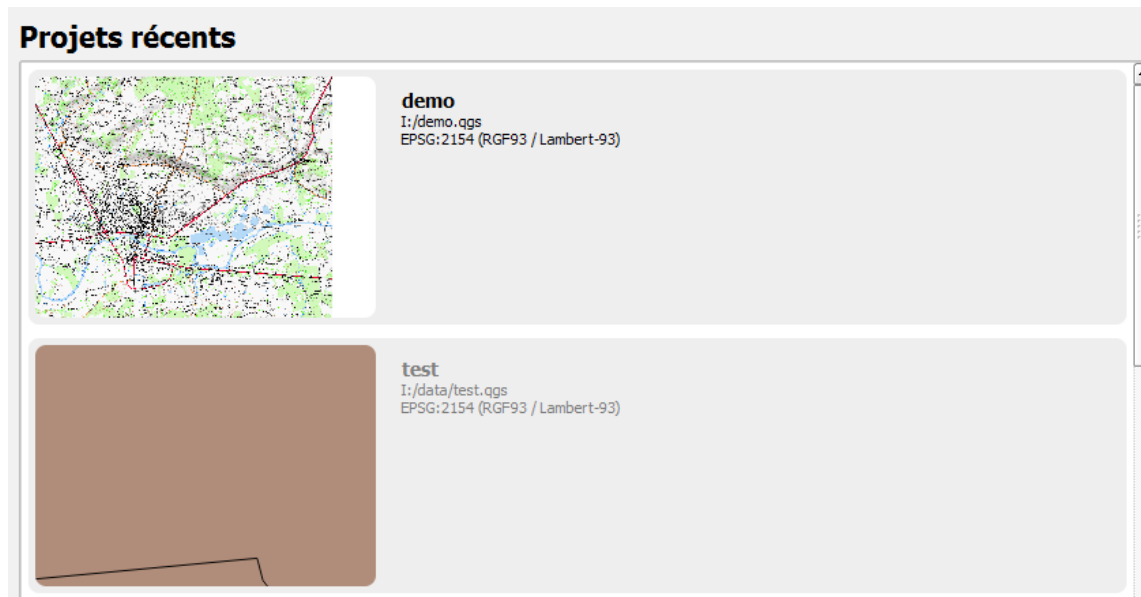 Projets récents
demo
I:/demo.qgs
EPSG:2154 (RGF93 / Lambert-93)
test
I:/data/test.qgs
EPSG:2154 (RGF93 / Lambert-93)